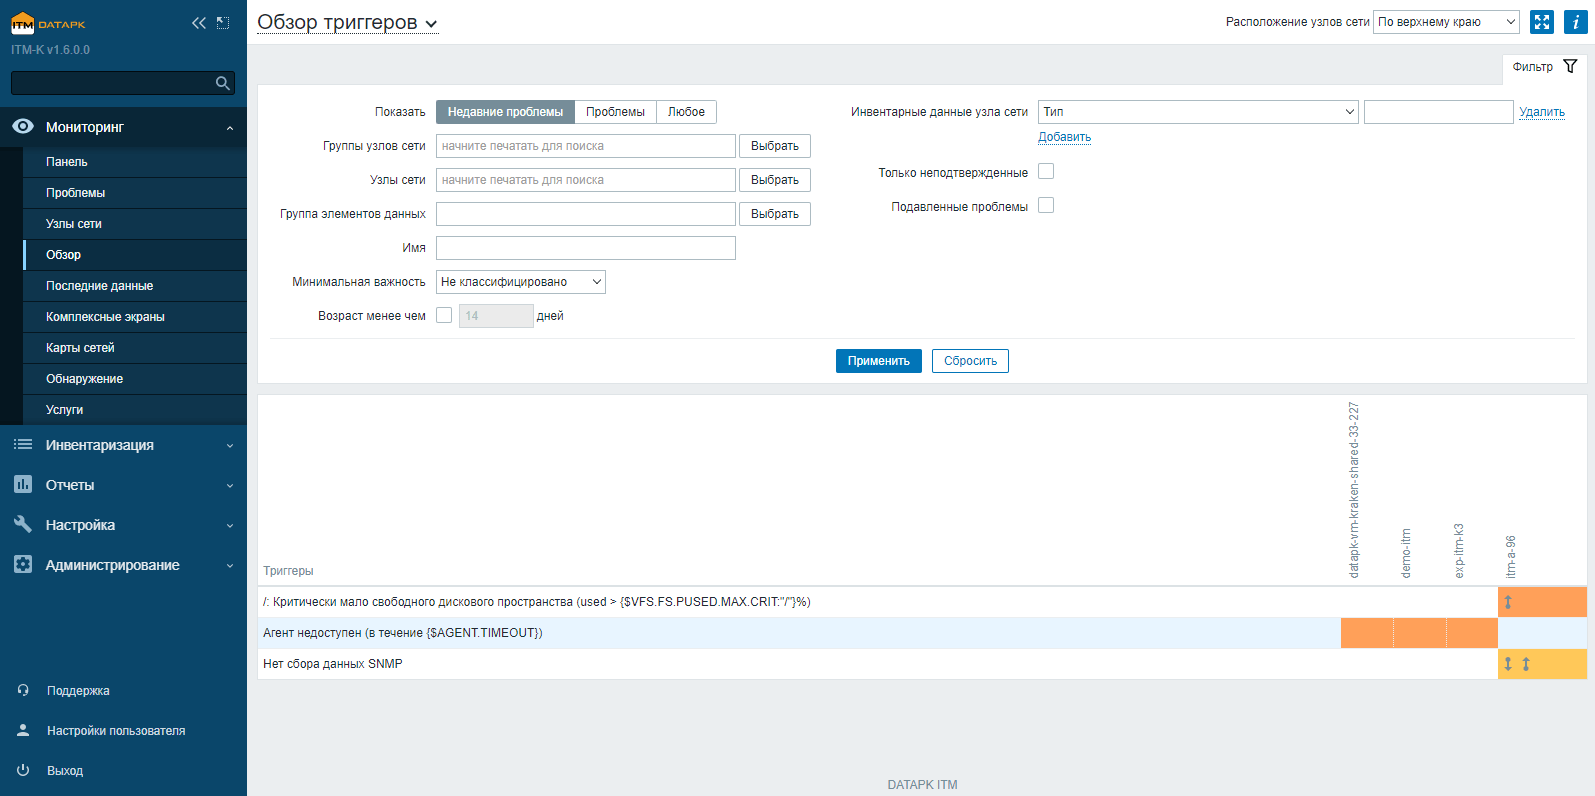 ITM DATAPK
ITM-K v1.6.0.0
Мониторинг
Панель
Проблемы
Узлы сети
Обзор
Последние данные
Комплексные экраны
Карты сетей
Обнаружение
Услуги
Инвентаризация
Отчеты
Настройка
Администрирование
Поддержка
Настройки пользователя
Выход
Обзор триггеров
Расположение узлов сети По верхнему краю
Фильтр
Показать Недавние проблемы Проблемы Любое
Группы узлов сети начните печатать для поиска Выбрать
Узлы сети начните печатать для поиска Выбрать
Группа элементов данных Выбрать
Имя
Минимальная важность Не классифицировано
Возраст менее чем 14 дней
Инвентарные данные узла сети Тип Удалить
Добавить
Только неподтвержденные
Подавленные проблемы
Применить Сбросить
Триггеры datapk-vm-kraken-shared-33-227 demo-itm exp-itm-k3 itm-a-96
/: Критически мало свободного дискового пространства (used > {$VFS.FS.PUSED.MAX.CRIT:"/"}%)
Агент недоступен (в течение {$AGENT.TIMEOUT})
Нет сбора данных SNMP
DATAPK ITM